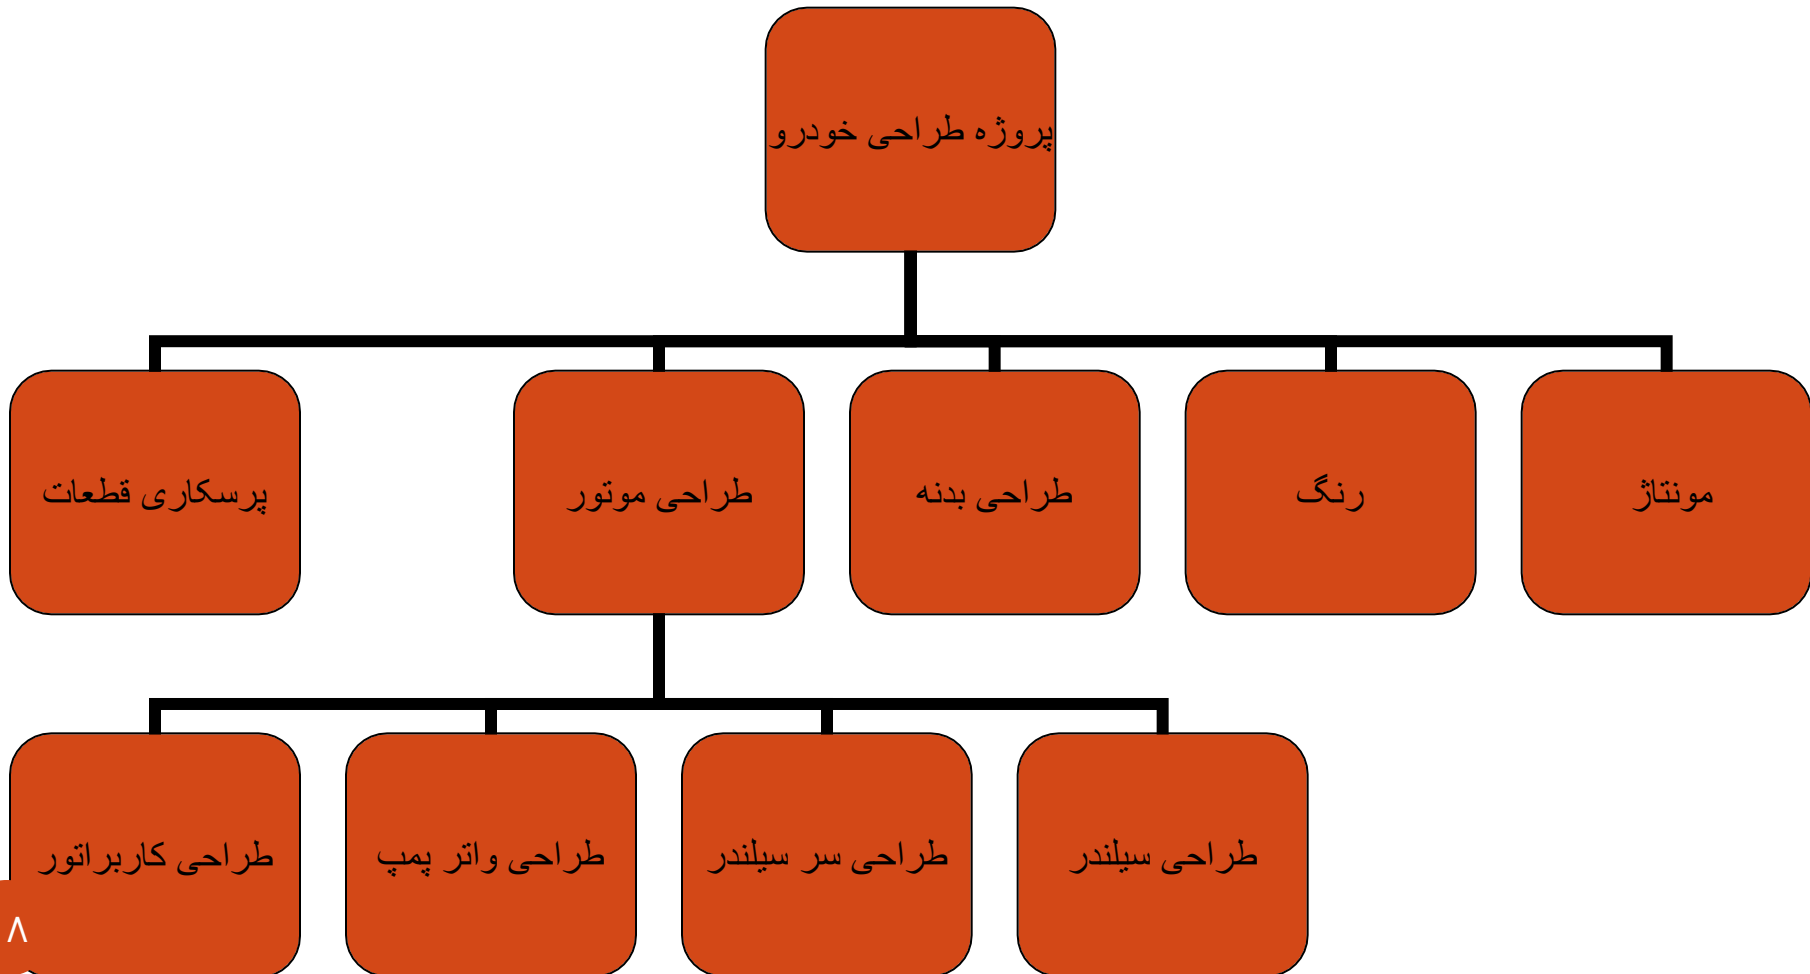 پروژه طراحی خودرو
مونتاژ
رنگ
طراحی بدنه
طراحی موتور
پرسکاری قطعات
طراحی سیلندر
طراحی سر سیلندر
طراحی واتر پمپ
طراحی کاربراتور
۸